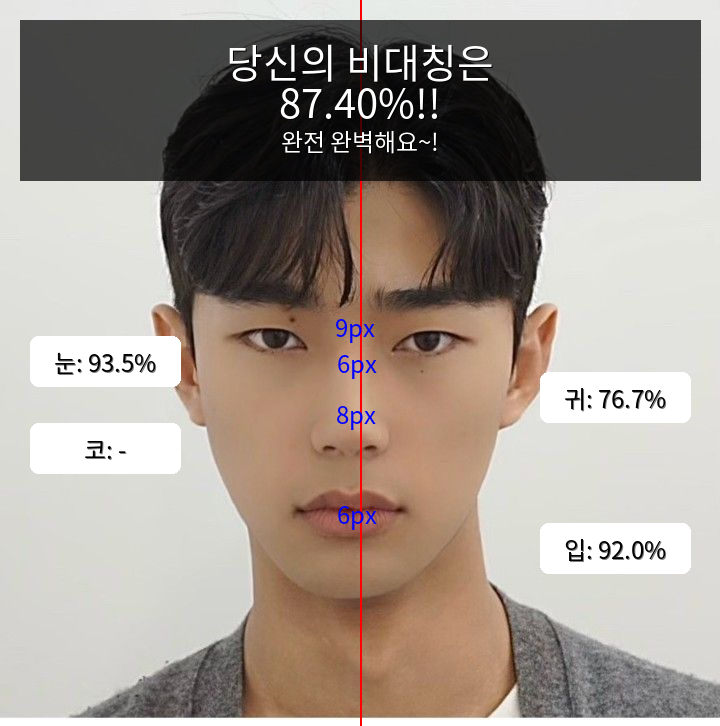 당신의 비대칭은
87.40%!!
완전 완벽해요~!
9px
눈: 93.5%
6px
귀: 76.7%
8px
코: -
6px
입: 92.0%